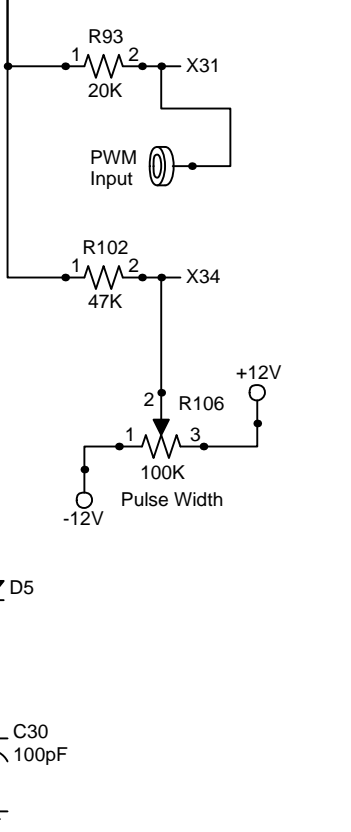 R93
1 2 X31
20K
PWM
Input
R102
1 2 X34
47K
+12V
2 R106
1 3
100K
Pulse Width
-12V
D5
C30
100pF